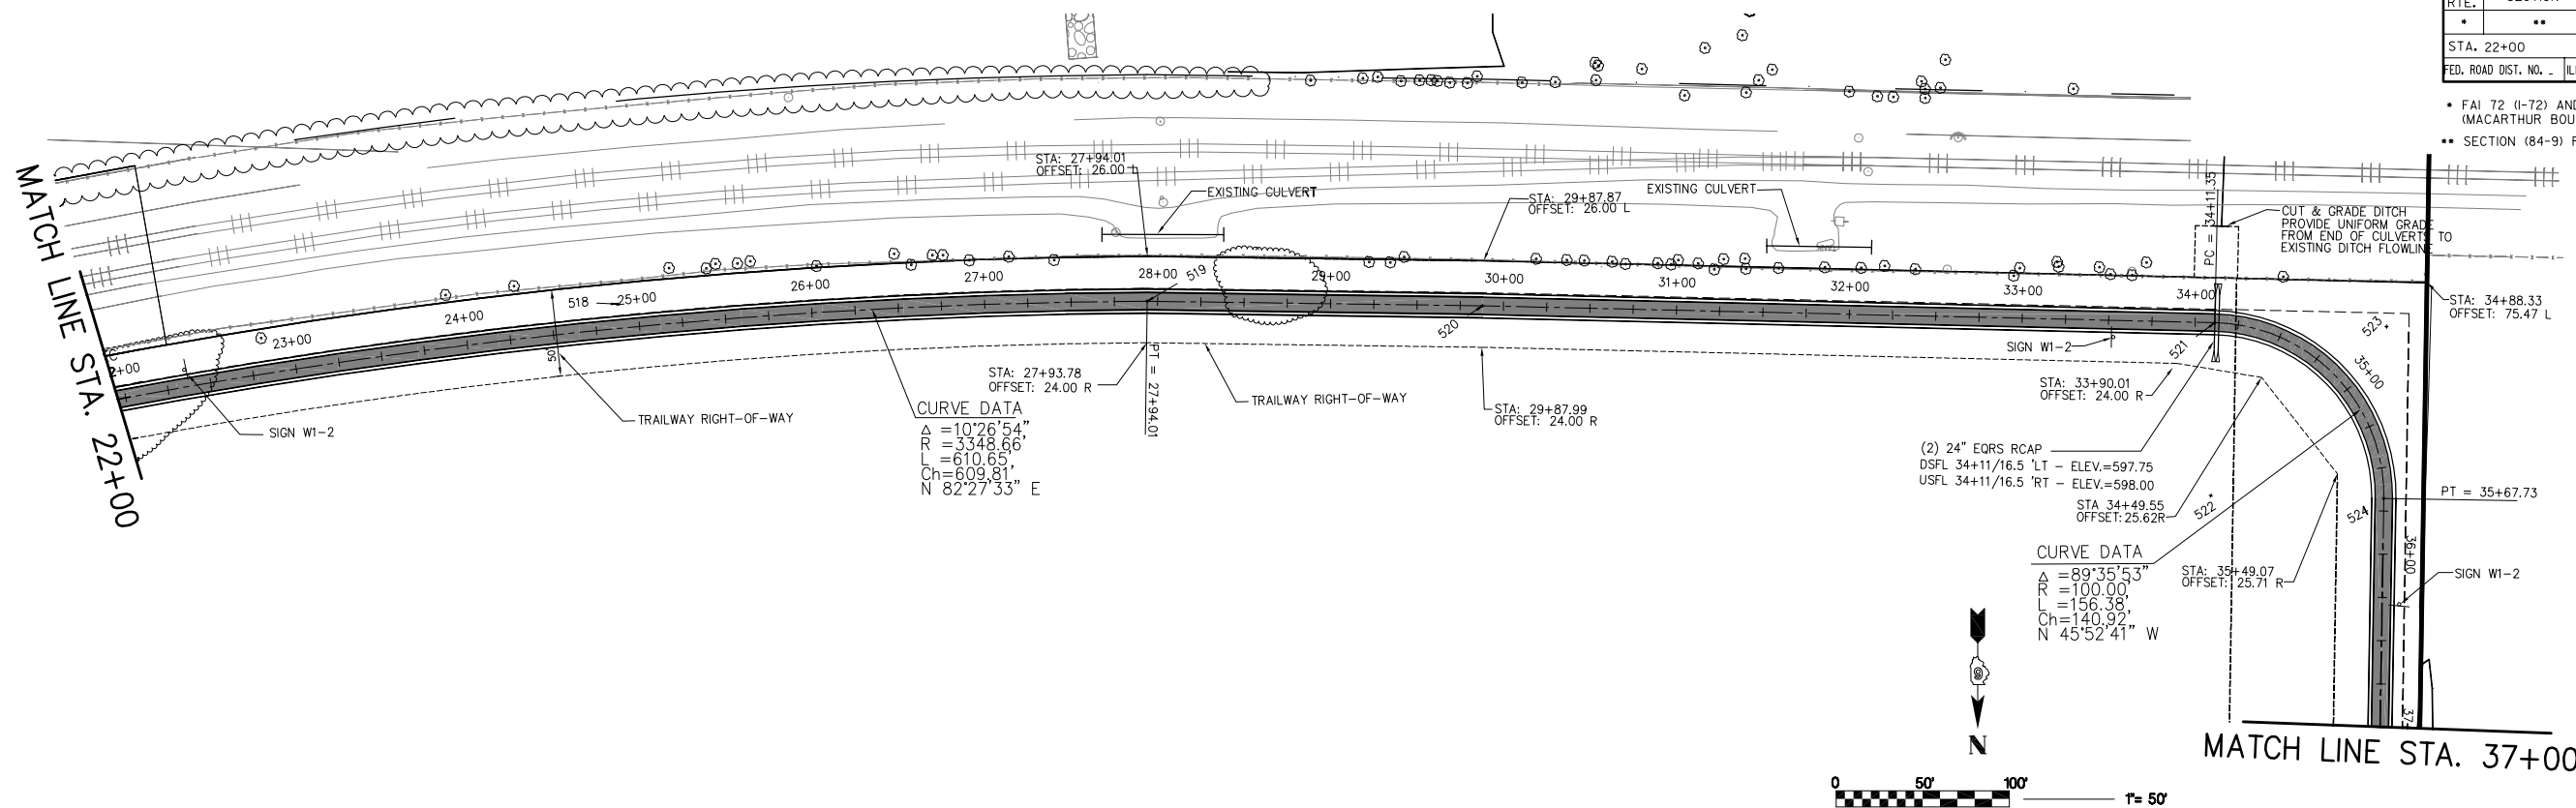 RTE.
*
**
STA. 22+00
FED. ROAD DIST. NO. _
* FAI 72 (I-72) AND
(MACARTHUR BOU
** SECTION (84-9) F
MATCH LINE STA. 22+00
2+00
23+00
24+00
518
25+00
26+00
27+00
28+00
519
29+00
30+00
31+00
32+00
33+00
34+00
STA: 27+94.01
OFFSET: 26.00 L
EXISTING CULVERT
STA: 29+87.87
OFFSET: 26.00 L
EXISTING CULVERT
PC = 34+11.35
CUT & GRADE DITCH
PROVIDE UNIFORM GRADE
FROM END OF CULVERTS TO
EXISTING DITCH FLOWLINE
STA: 34+88.33
OFFSET: 75.47 L
SIGN W1-2
50'
TRAILWAY RIGHT-OF-WAY
CURVE DATA
Δ =10°26'54"
R =3348.66'
L =610.65'
Ch=609.81'
N 82°27'33" E
STA: 27+93.78
OFFSET: 24.00 R
PT = 27+94.01
TRAILWAY RIGHT-OF-WAY
520
STA: 29+87.99
OFFSET: 24.00 R
SIGN W1-2
521
523
35+00
STA: 33+90.01
OFFSET: 24.00 R
(2) 24" EQRS RCAP
DSFL 34+11/16.5 'LT - ELEV.=597.75
USFL 34+11/16.5 'RT - ELEV.=598.00
STA 34+49.55
OFFSET: 25.62R
522
524
PT = 35+67.73
CURVE DATA
Δ =89°35'53"
R =100.00'
L =156.38'
Ch=140.92'
N 45°52'41" W
STA: 35+49.07
OFFSET: 25.71 R
36+00
SIGN W1-2
37+
N
MATCH LINE STA. 37+00
0 50' 100'
1"= 50'